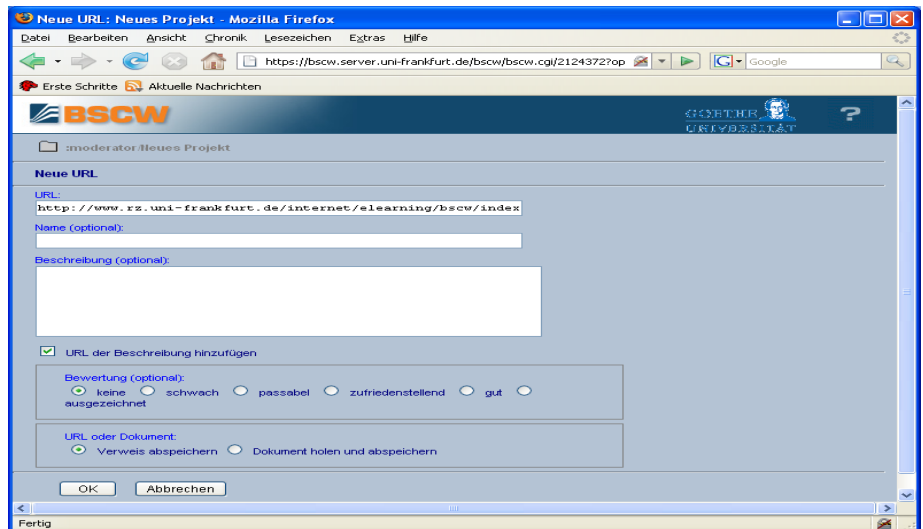 Neue URL: Neues Projekt - Mozilla Firefox
Datei Bearbeiten Ansicht Chronik Lesezeichen Extras Hilfe
https://bscw.server.uni-frankfurt.de/bscw/bscw.cgi/2124372?op G Google
Erste Schritte Aktuelle Nachrichten
BSCW GOETHE ?
UNIVERSITÄT
:moderator/Neues Projekt
Neue URL
URL:
http://www.rz.uni-frankfurt.de/internet/elearning/bscw/index
Name (optional):
Beschreibung (optional):
URL der Beschreibung hinzufügen
Bewertung (optional):
keine schwach passabel zufriedenstellend gut
ausgezeichnet
URL oder Dokument:
Verweis abspeichern Dokument holen und abspeichern
OK Abbrechen
Fertig